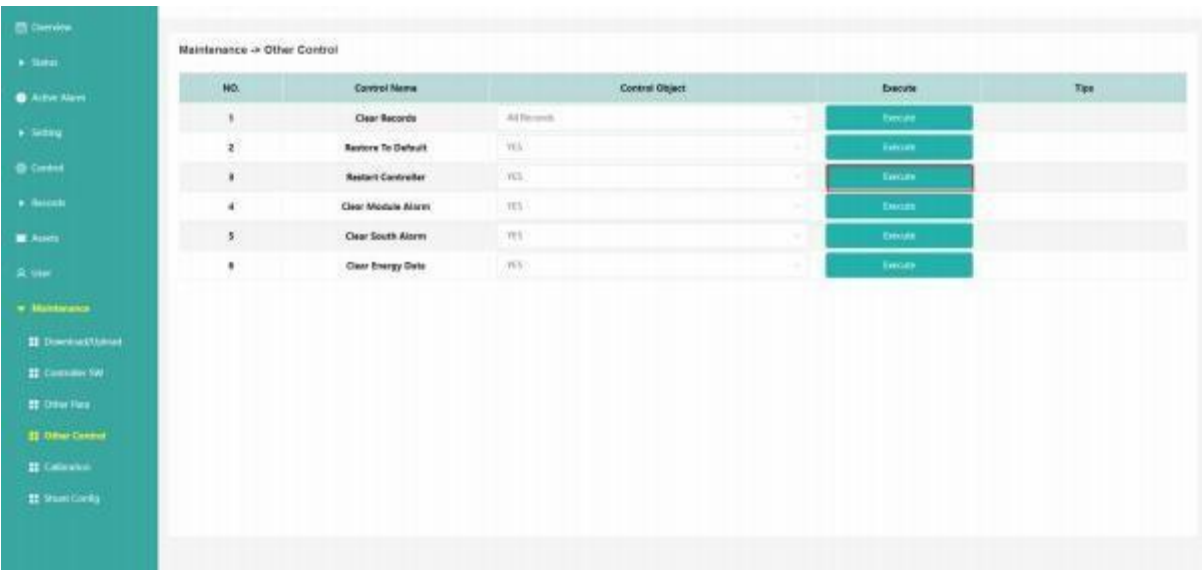 Overview
Status
Active Alarm
Setting
Control
Records
Assets
User
Maintenance
Download/Upload
Controller SW
Other Para
Other Control
Calibration
Shunt Config
Maintenance -> Other Control
NO. Control Name Control Object Execute Tips
1 Clear Records All Records Execute
2 Restore To Default YES Execute
3 Restart Controller YES Execute
4 Clear Module Alarm YES Execute
5 Clear South Alarm YES Execute
6 Clear Energy Data YES Execute